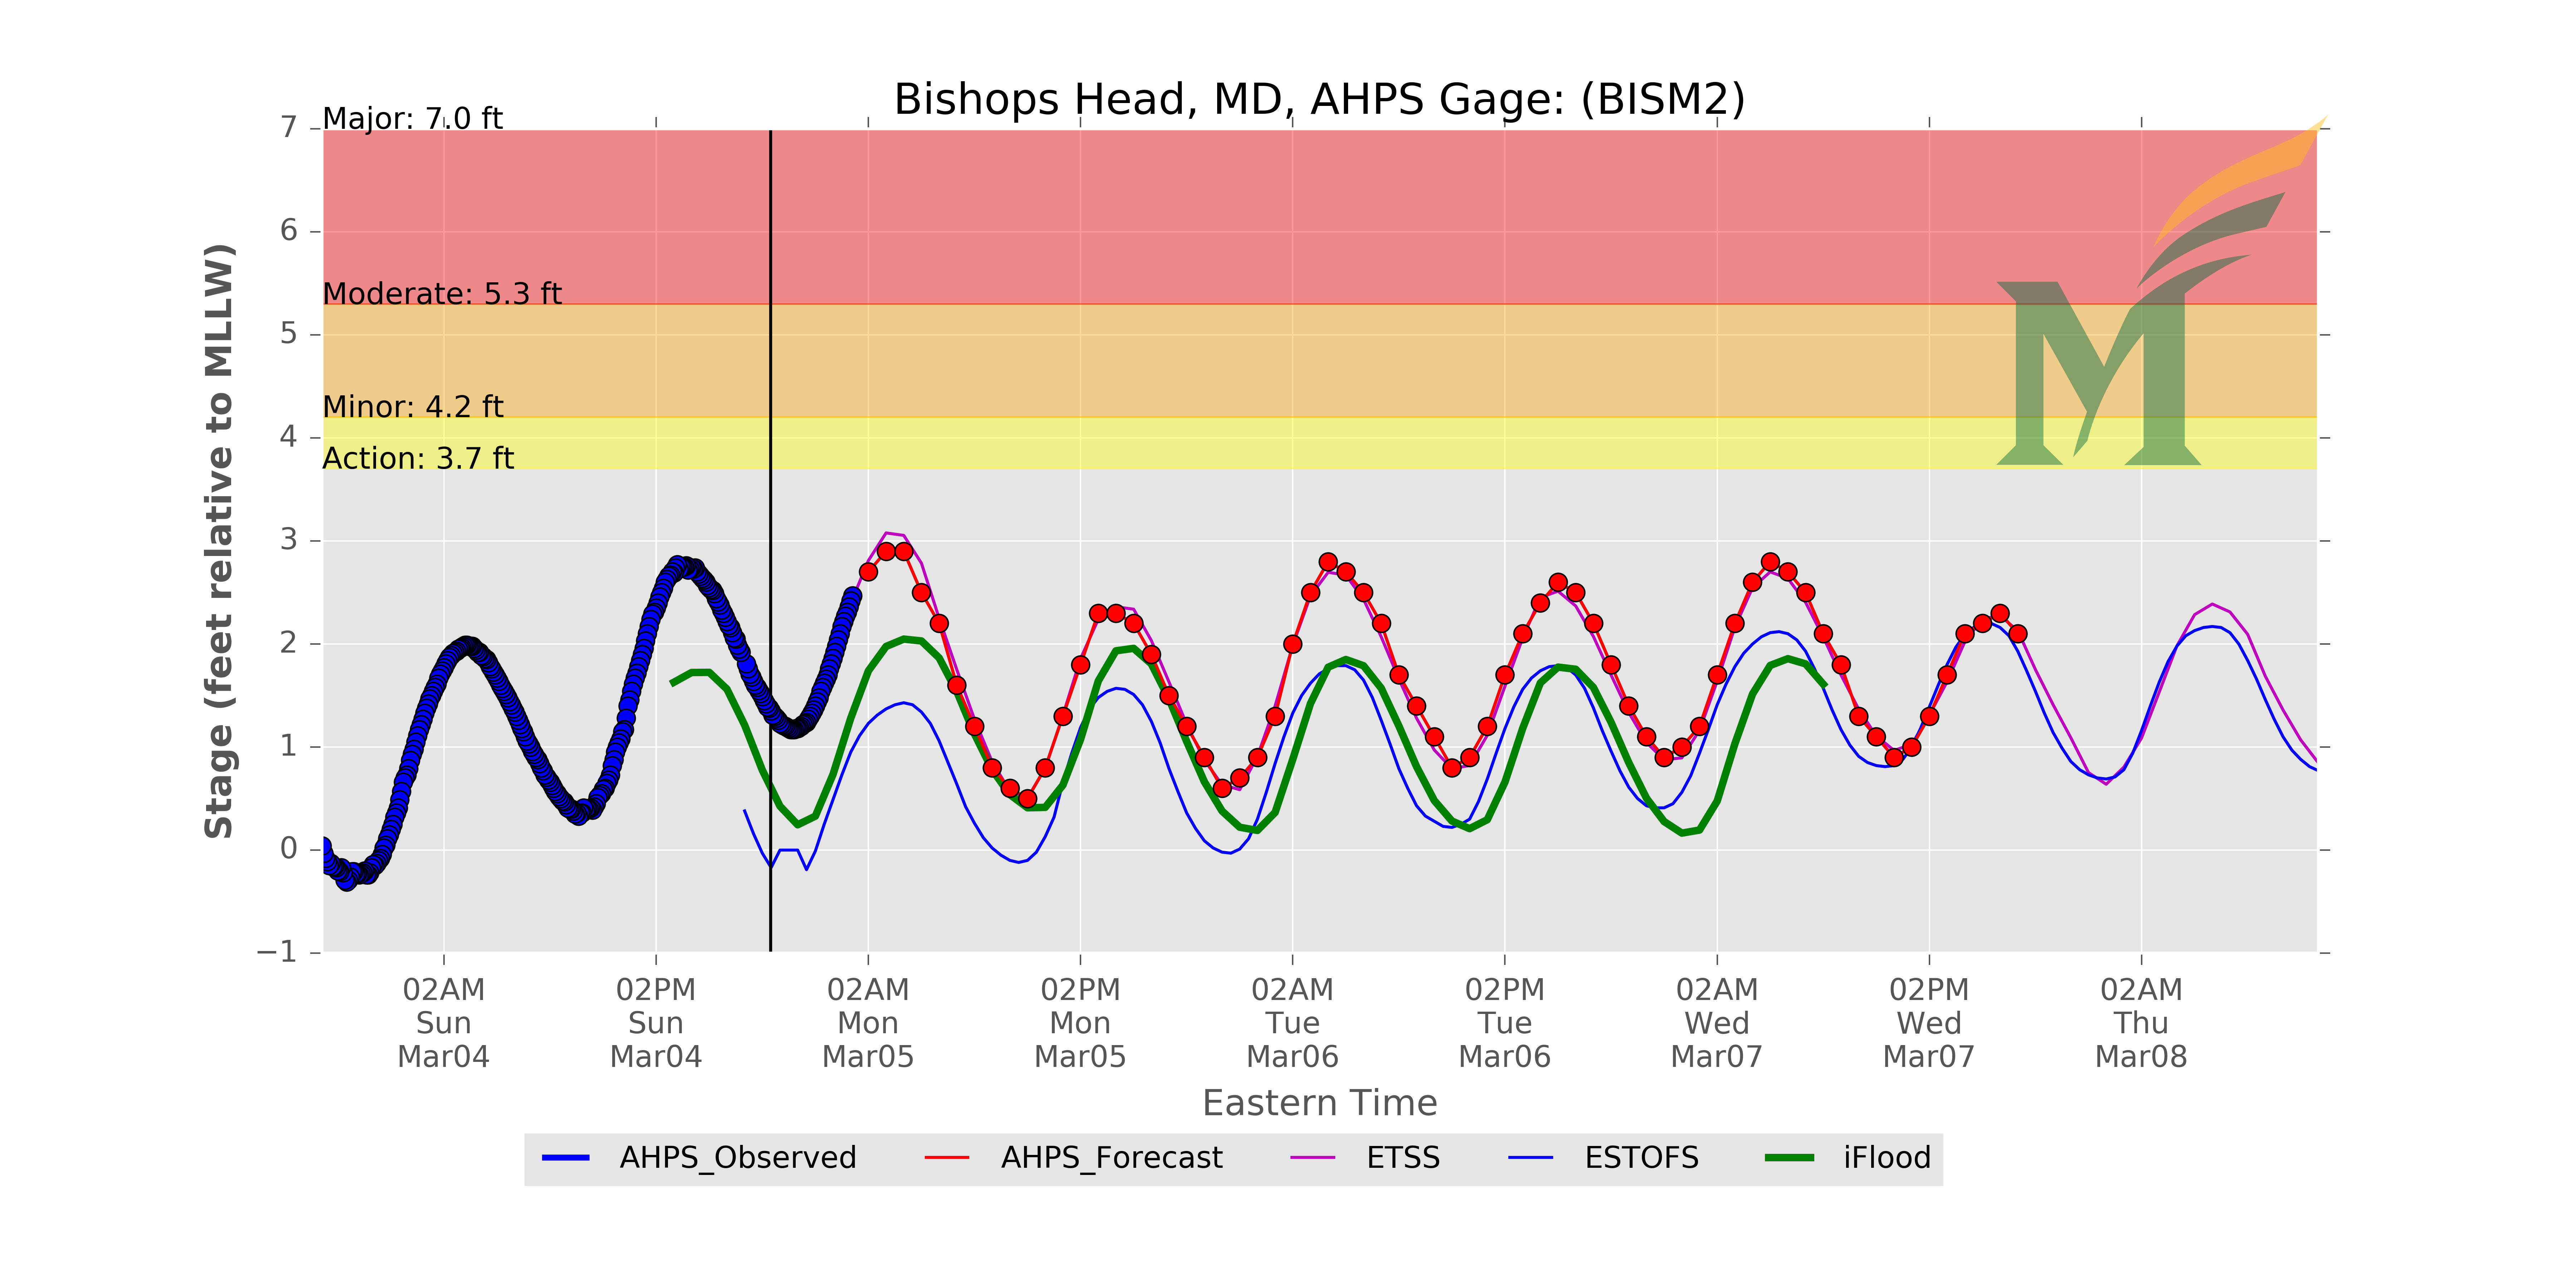 Bishops Head, MD, AHPS Gage: (BISM2)
Stage (feet relative to MLLW)
7
6
5
4
3
2
1
0
−1
Major: 7.0 ft
Moderate: 5.3 ft
Minor: 4.2 ft
Action: 3.7 ft
M
02AM Sun Mar04
02PM Sun Mar04
02AM Mon Mar05
02PM Mon Mar05
02AM Tue Mar06
02PM Tue Mar06
02AM Wed Mar07
02PM Wed Mar07
02AM Thu Mar08
Eastern Time
AHPS_Observed AHPS_Forecast ETSS ESTOFS iFlood